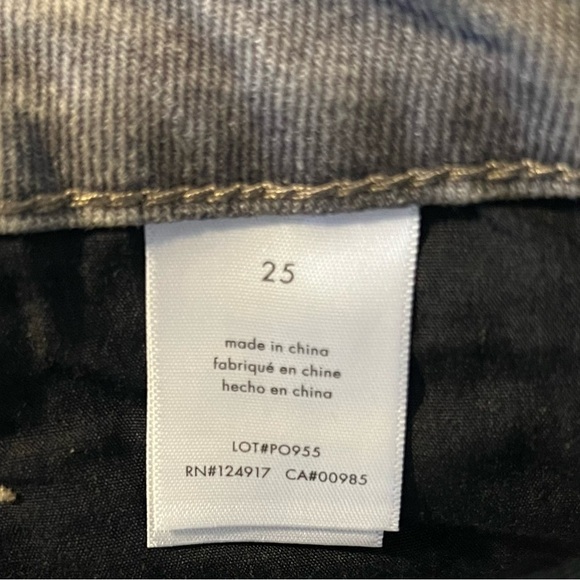 25
made in china
fabriqué en chine
hecho en china
LOT#PO955
RN#124917 CA#00985